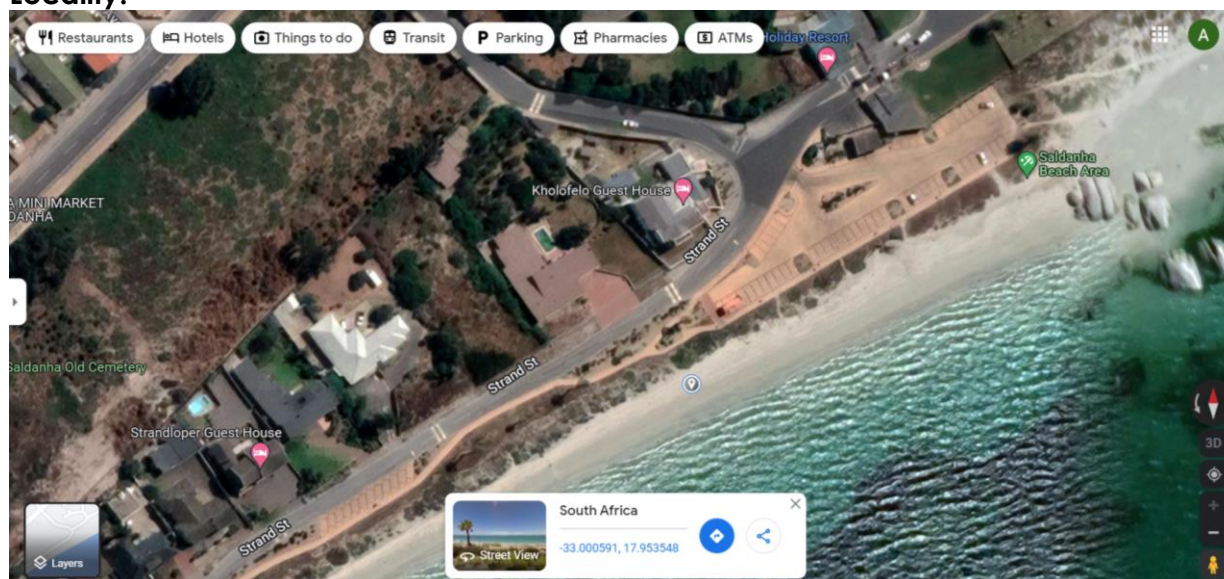 Locality:
Restaurants
Hotels
Things to do
Transit
Parking
Pharmacies
ATMs
Holiday Resort
A
Saldanha
Beach Area
Kholofelo Guest House
A MINI MARKET
DANHA
Strand St
Strand St
Saldanha Old Cemetery
Strandloper Guest House
3D
South Africa
-33.000591, 17.953548
Street View
Strand St
Layers